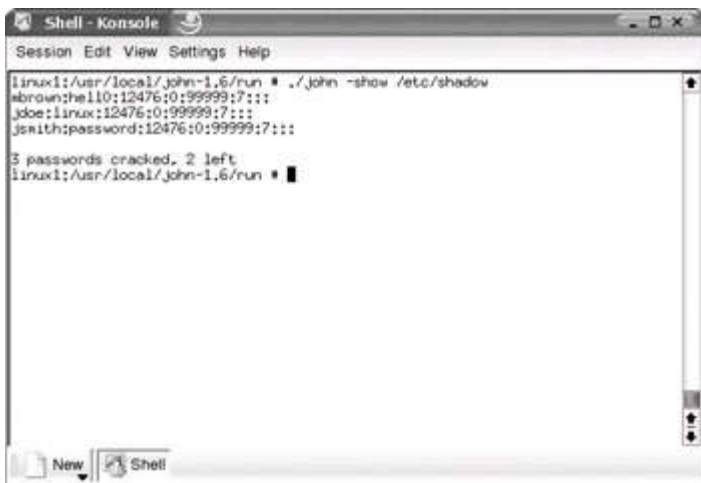 Shell - Konsole
Session Edit View Settings Help
linux1:/usr/local/john-1.6/run # ./john -show /etc/shadow
mbrown:hell0:12476:0:99999:7:::
jdoe:linux:12476:0:99999:7:::
jsmith:password:12476:0:99999:7:::
3 passwords cracked, 2 left
linux1:/usr/local/john-1.6/run #
New Shell